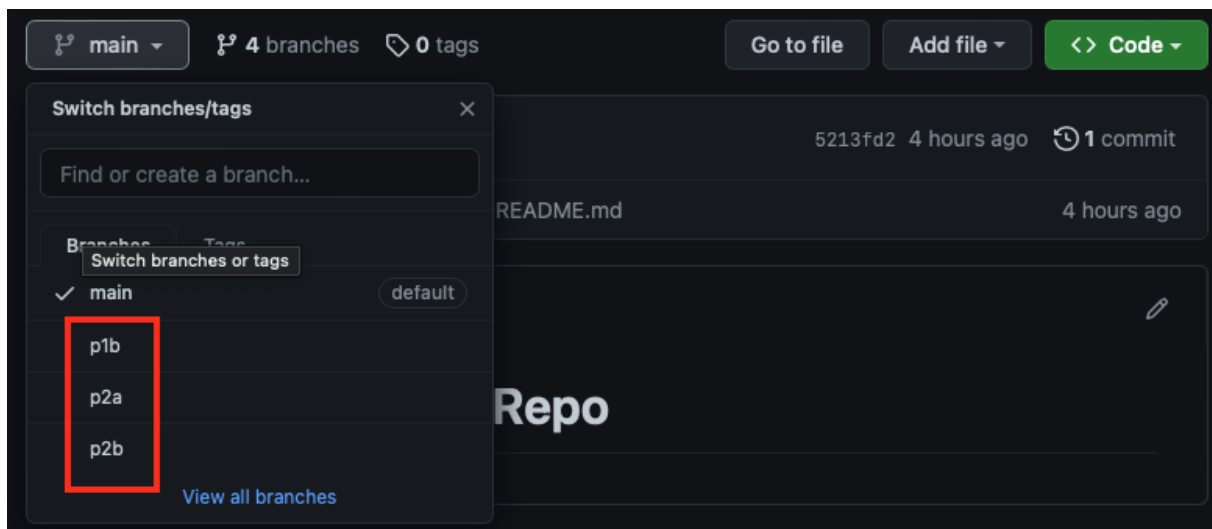 main 4 branches 0 tags Go to file Add file <> Code
Switch branches/tags
5213fd2 4 hours ago 1 commit
Find or create a branch...
README.md 4 hours ago
Branches Tags
Switch branches or tags
main default
p1b
p2a
Repo
p2b
View all branches